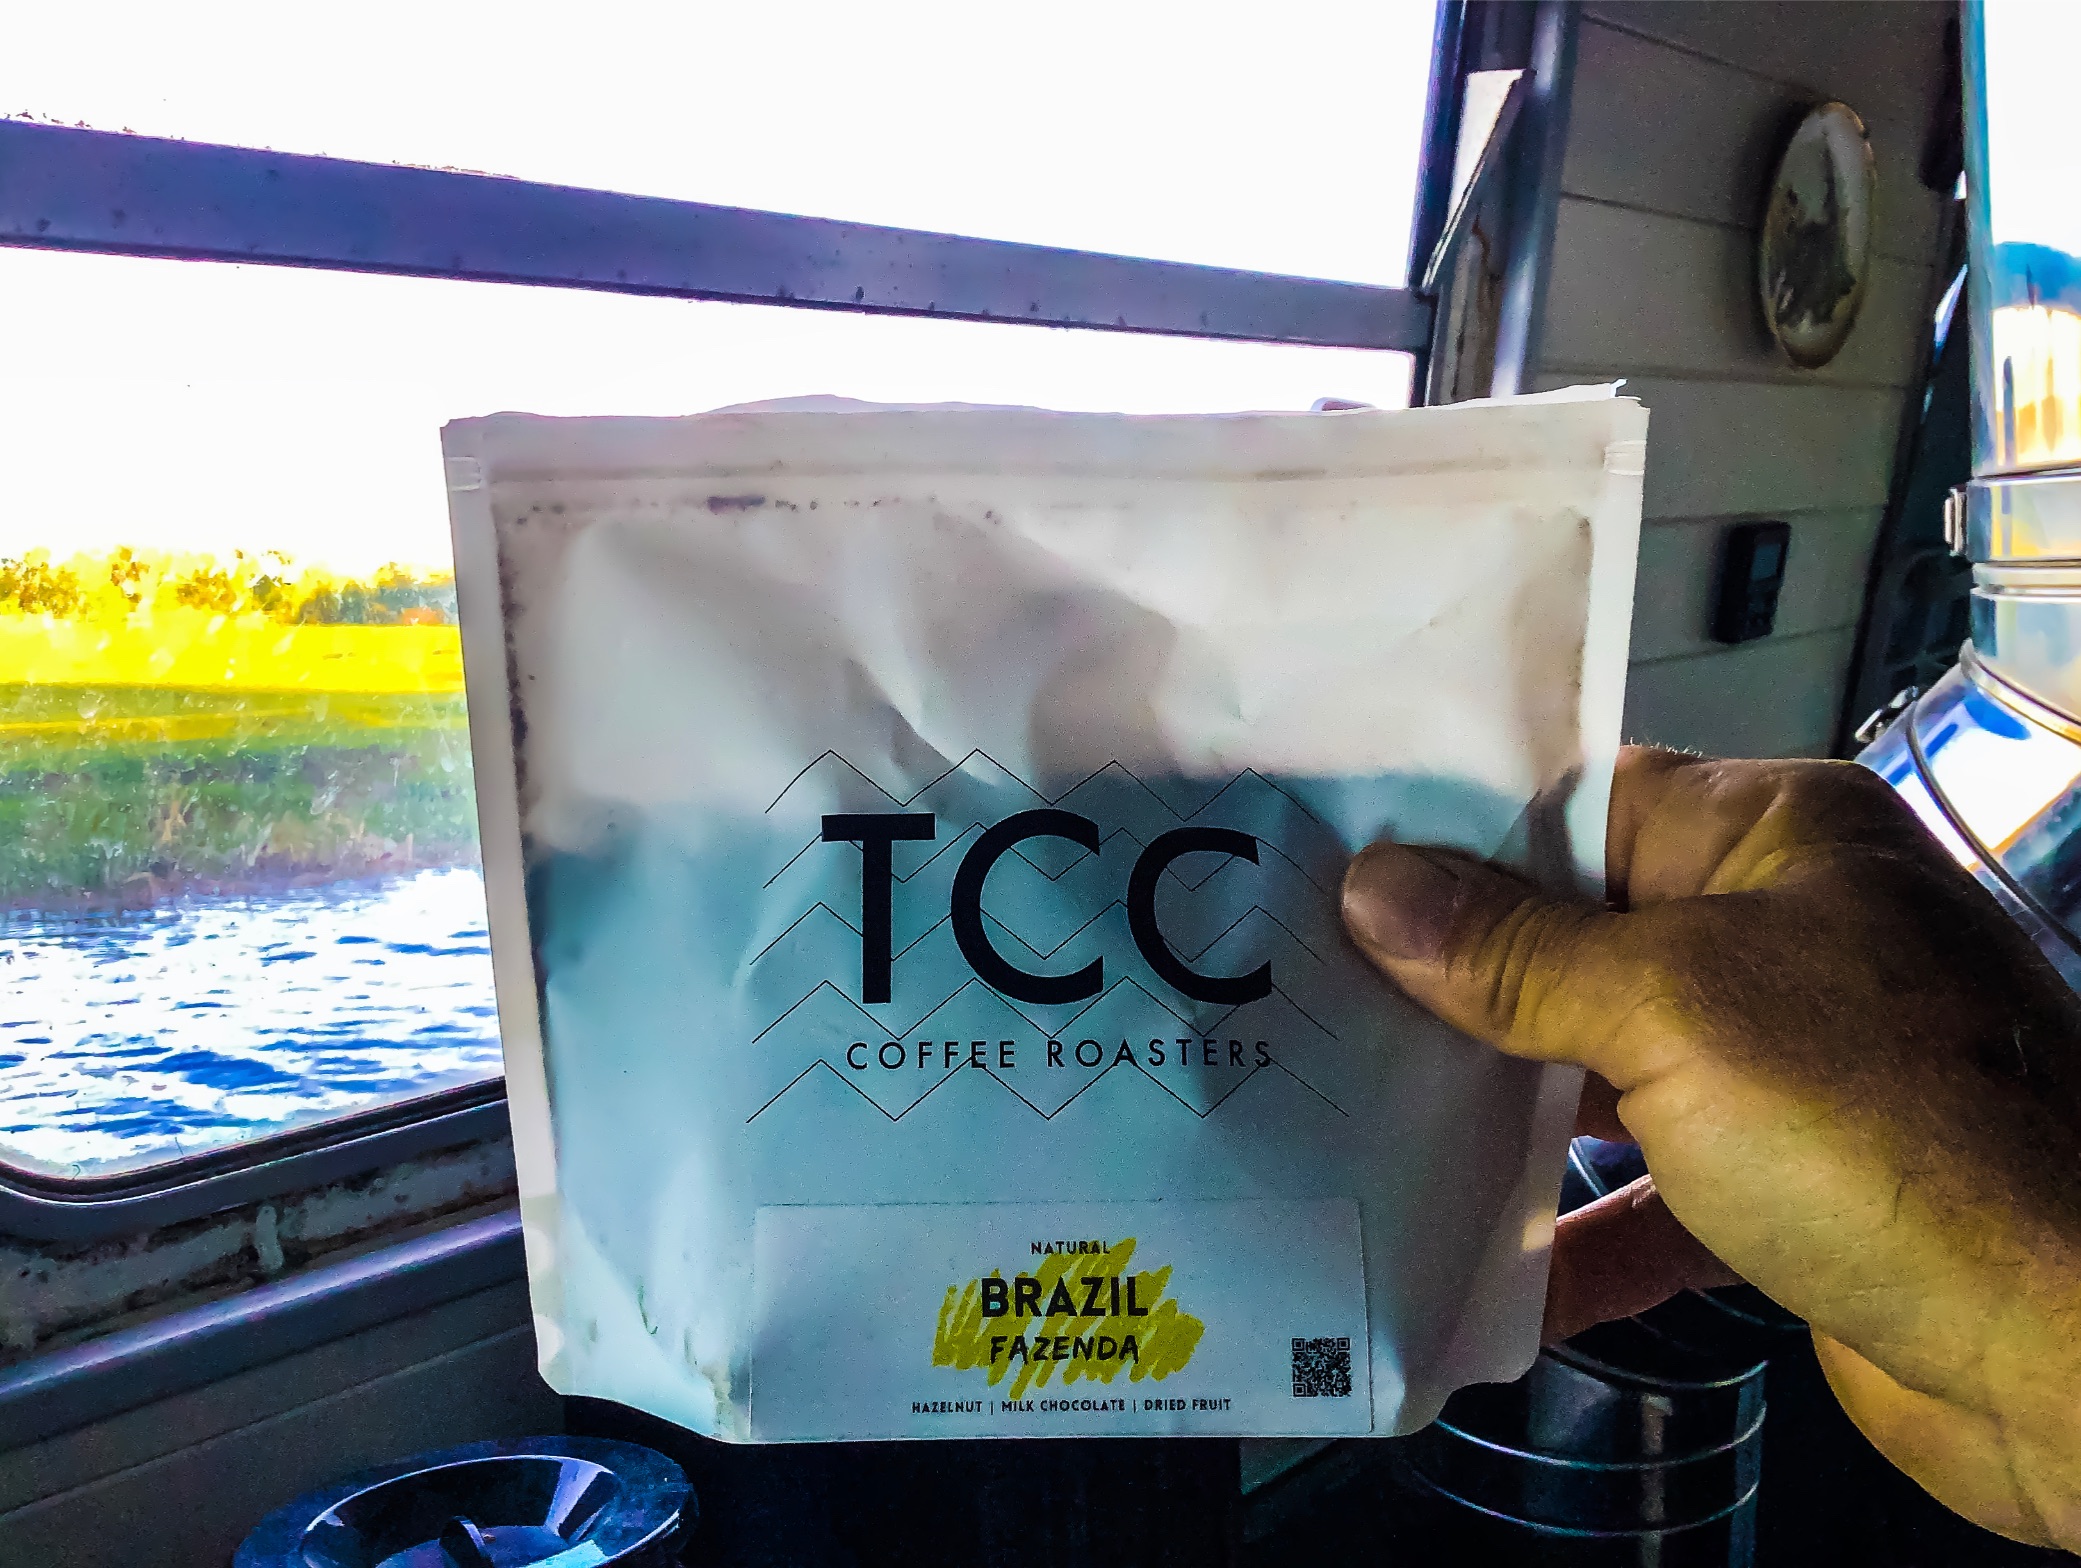 TCC
COFFEE ROASTERS
NATURAL
BRAZIL
FAZENDA
HAZELNUT | MILK CHOCOLATE | DRIED FRUIT